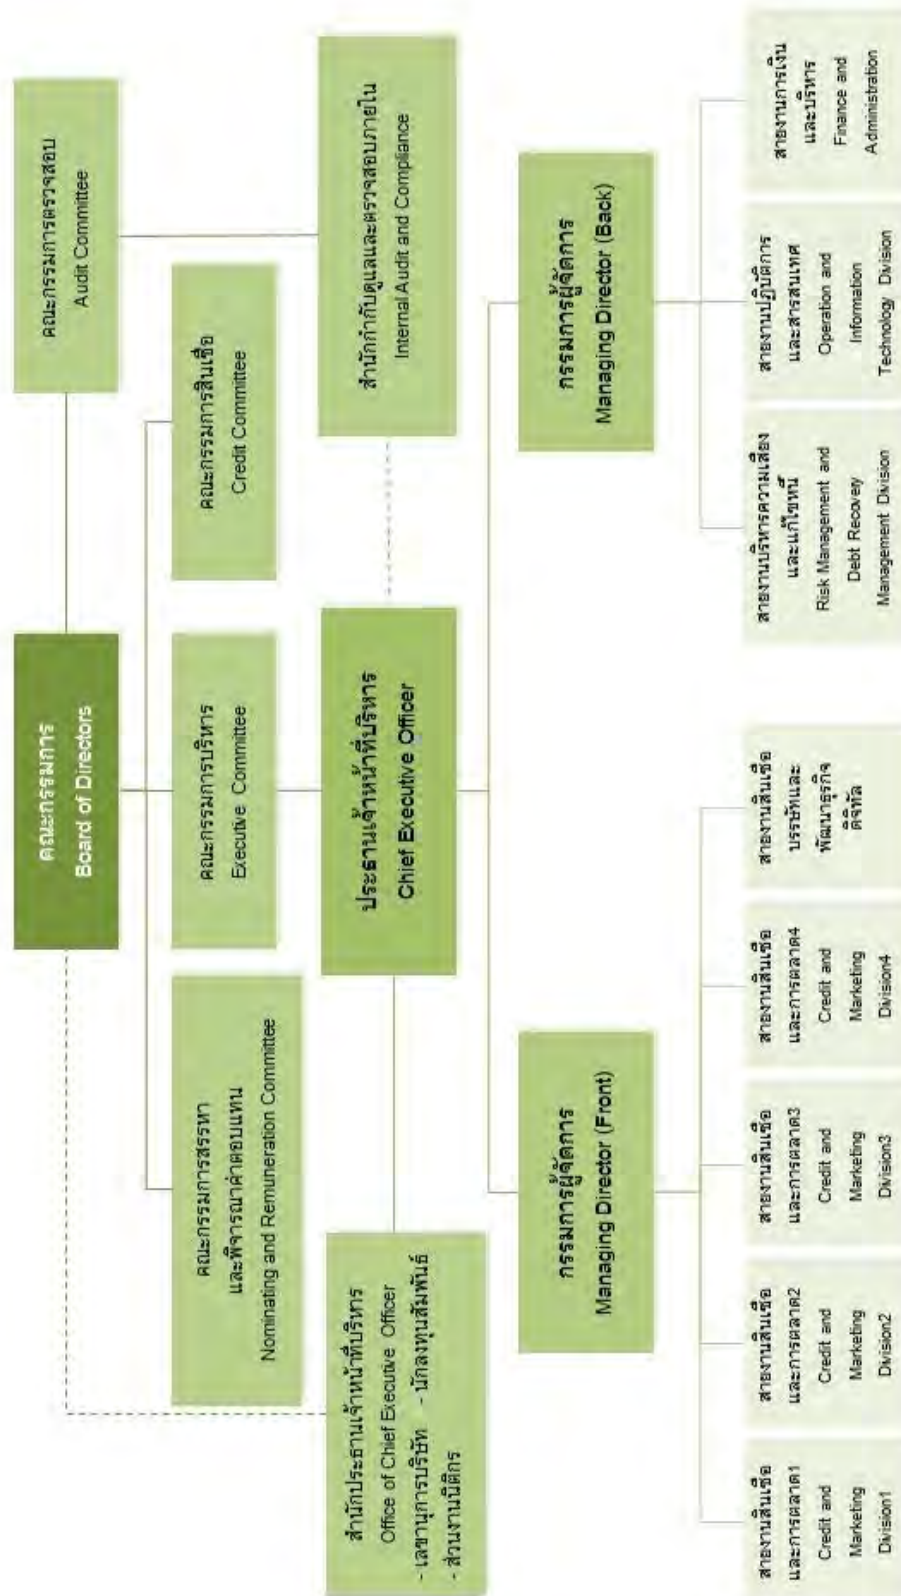 คณะกรรมการ
Board of Directors
คณะกรรมการตรวจสอบ
Audit Committee
คณะกรรมการสรรหา
และพิจารณาค่าตอบแทน
Nominating and Remuneration Committee
คณะกรรมการบริหาร
Executive Committee
คณะกรรมการสินเชื่อ
Credit Committee
สำนักประธานเจ้าหน้าที่บริหาร
Office of Chief Executive Officer
- เลขานุการบริษัท - นักลงทุนสัมพันธ์
- ส่วนงานนิติกร
ประธานเจ้าหน้าที่บริหาร
Chief Executive Officer
สำนักกำกับดูแลและตรวจสอบภายใน
Internal Audit and Compliance
กรรมการผู้จัดการ
Managing Director (Front)
กรรมการผู้จัดการ
Managing Director (Back)
สายงานสินเชื่อ
และการตลาด1
Credit and
Marketing
Division1
สายงานสินเชื่อ
และการตลาด2
Credit and
Marketing
Division2
สายงานสินเชื่อ
และการตลาด3
Credit and
Marketing
Division3
สายงานสินเชื่อ
และการตลาด4
Credit and
Marketing
Division4
สายงานสินเชื่อ
บรรษัทและ
พัฒนาธุรกิจ
ดิจิทัล
สายงานบริหารความเสี่ยง
และแก้ไขหนี้
Risk Management and
Debt Recovery
Management Division
สายงานปฏิบัติการ
และสารสนเทศ
Operation and
Information
Technology Division
สายงานการเงิน
และบริหาร
Finance and
Administration